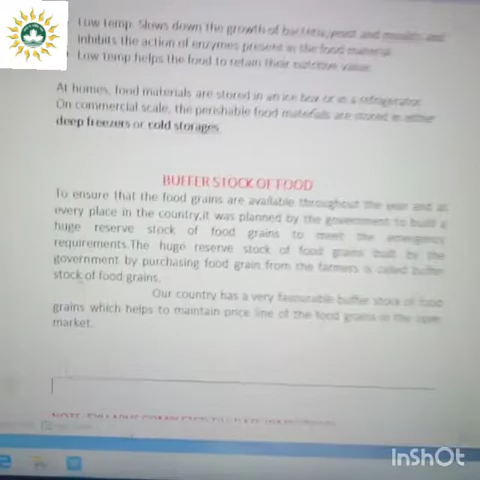 Low temp. Slows down the growth of bacteria, yeast and moulds and
Inhibits the action of enzymes present in the food material.
Low temp helps the food to retain their nutritive value.
At homes, food materials are stored in an ice box or in a refrigerator.
On commercial scale, the perishable food materials are stored in either
deep freezers or cold storages.
BUFFER STOCK OF FOOD
To ensure that the food grains are available throughout the year and at
every place in the country,it was planned by the government to build a
huge reserve stock of food grains to meet the emergency
requirements.The huge reserve stock of food grains built by the
government by purchasing food grain from the farmers is called buffer
stock of food grains.
Our country has a very favourable buffer stock of food
grains which helps to maintain price line of the food grains in the open
market.
InShOt